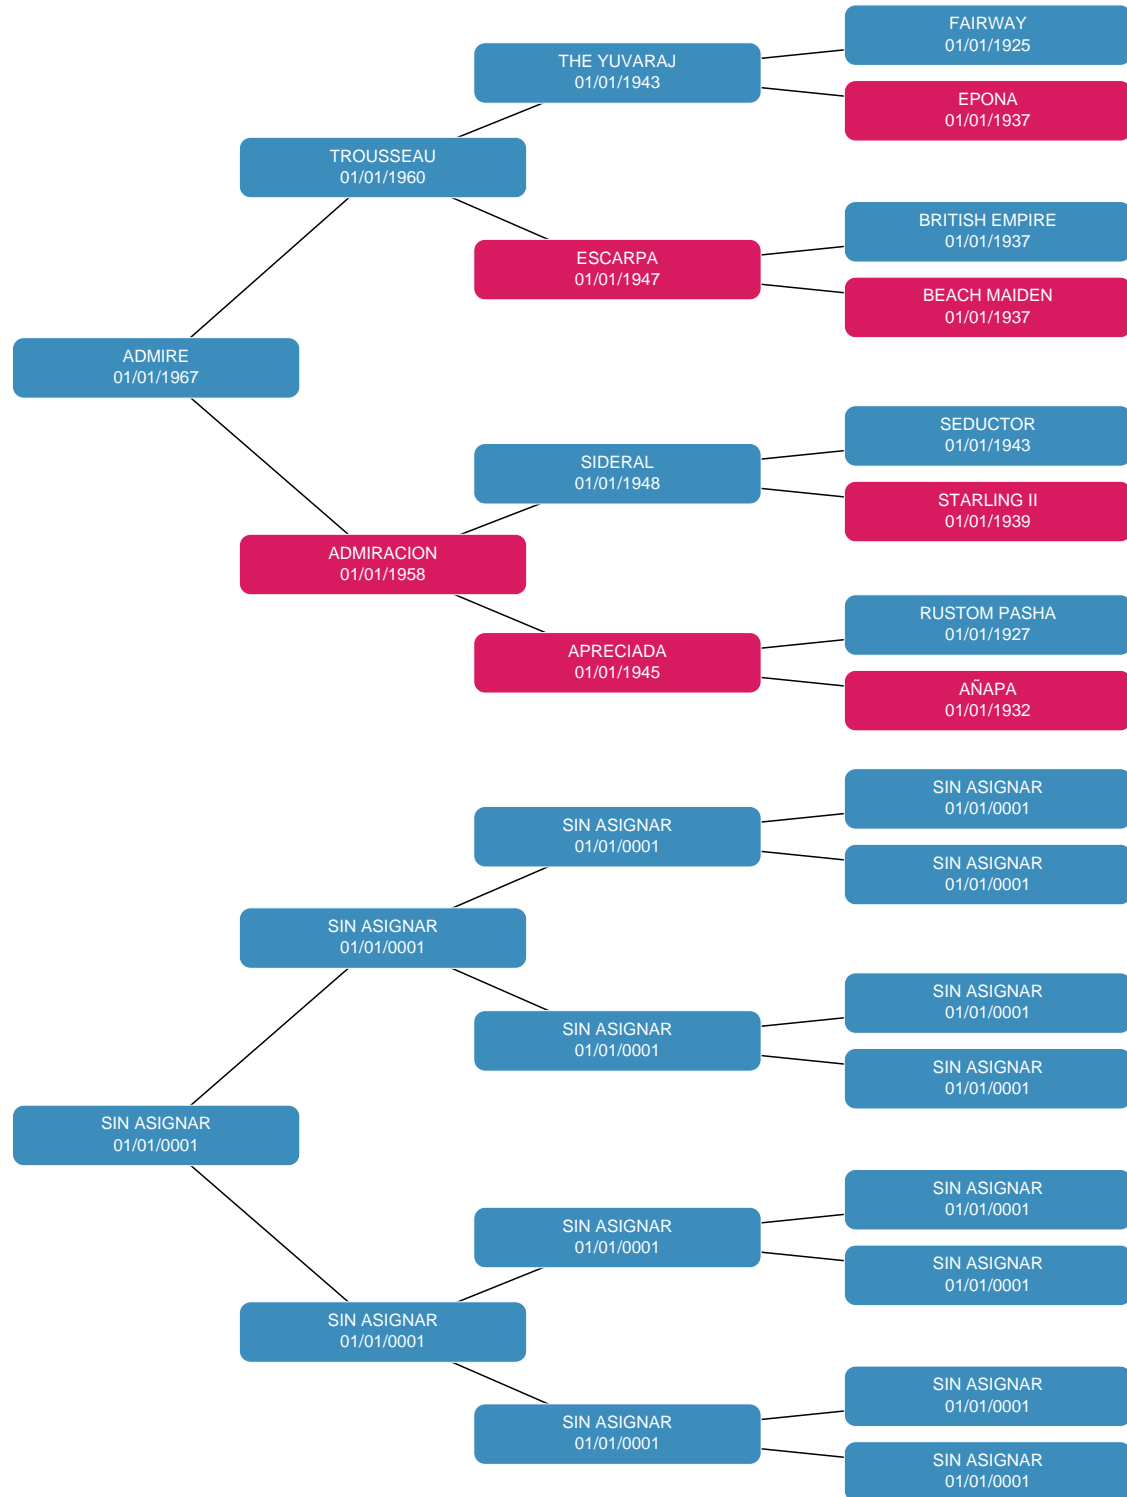 FAIRWAY
01/01/1925
THE YUVARAJ
01/01/1943
EPONA
01/01/1937
TROUSSEAU
01/01/1960
BRITISH EMPIRE
01/01/1937
ESCARPA
01/01/1947
BEACH MAIDEN
01/01/1937
ADMIRE
01/01/1967
SEDUCTOR
01/01/1943
SIDERAL
01/01/1948
STARLING II
01/01/1939
ADMIRACION
01/01/1958
RUSTOM PASHA
01/01/1927
APRECIADA
01/01/1945
AÑAPA
01/01/1932
SIN ASIGNAR
01/01/0001
SIN ASIGNAR
01/01/0001
SIN ASIGNAR
01/01/0001
SIN ASIGNAR
01/01/0001
SIN ASIGNAR
01/01/0001
SIN ASIGNAR
01/01/0001
SIN ASIGNAR
01/01/0001
SIN ASIGNAR
01/01/0001
SIN ASIGNAR
01/01/0001
SIN ASIGNAR
01/01/0001
SIN ASIGNAR
01/01/0001
SIN ASIGNAR
01/01/0001
SIN ASIGNAR
01/01/0001
SIN ASIGNAR
01/01/0001
SIN ASIGNAR
01/01/0001